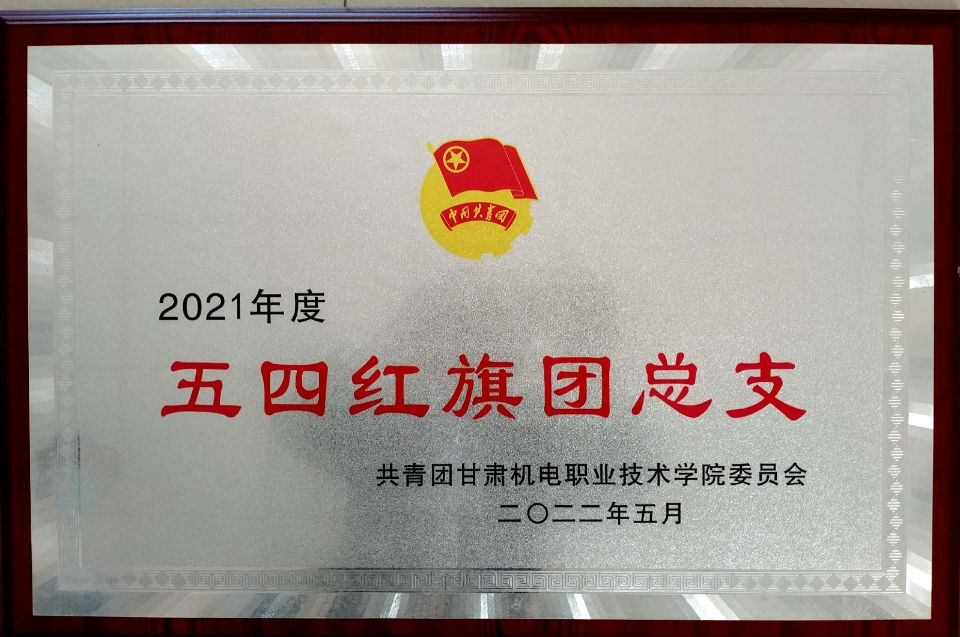 中国共青团
2021年度
五四红旗团总支
共青团甘肃机电职业技术学院委员会
二〇二二年五月